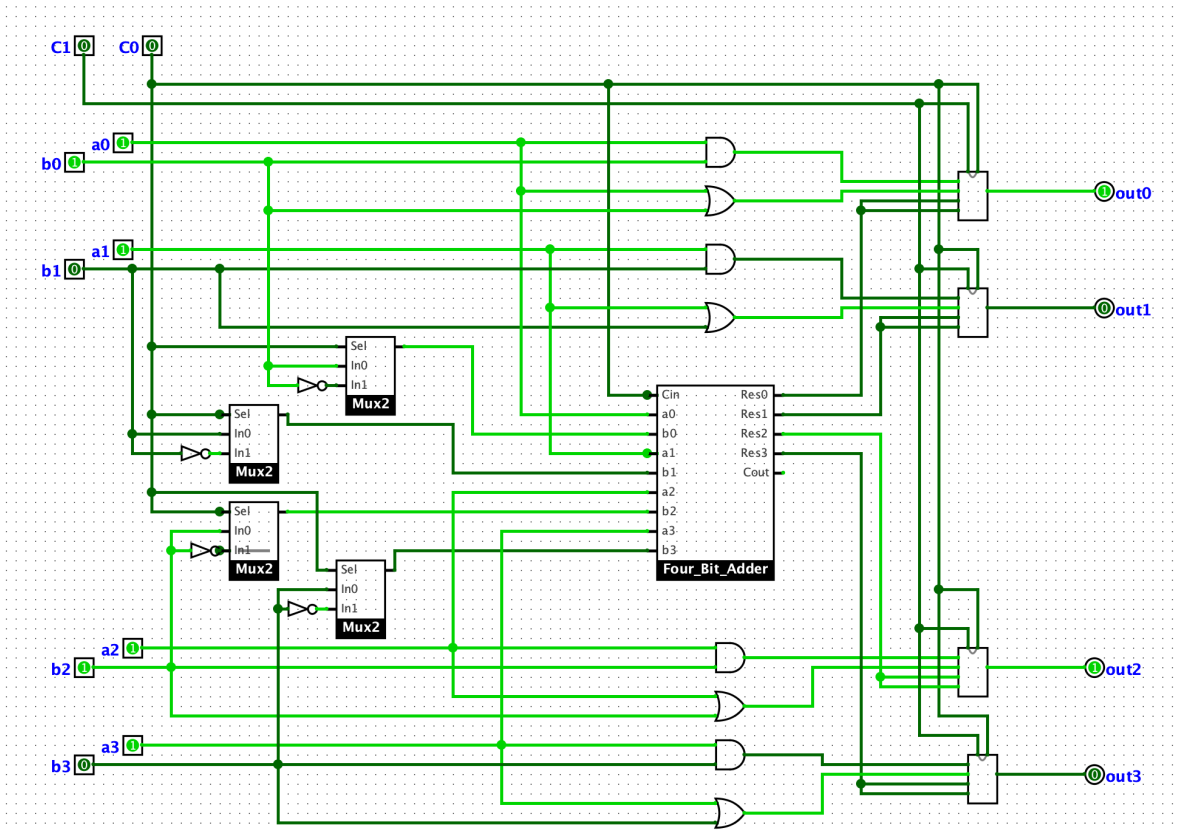 C1 0 C0 0
a0 1
b0 1 1 out0
a1 1
b1 0 0 out1
Sel
In0
In1
Mux2
Sel
In0
In1
Mux2
Sel
In0
In1
Mux2
Sel
In0
In1
Mux2
Cin Res0
a0 Res1
b0 Res2
a1 Res3
b1 Cout
a2
b2
a3
b3
Four_Bit_Adder
a2 1
b2 1 1 out2
a3 1
b3 0 0 out3